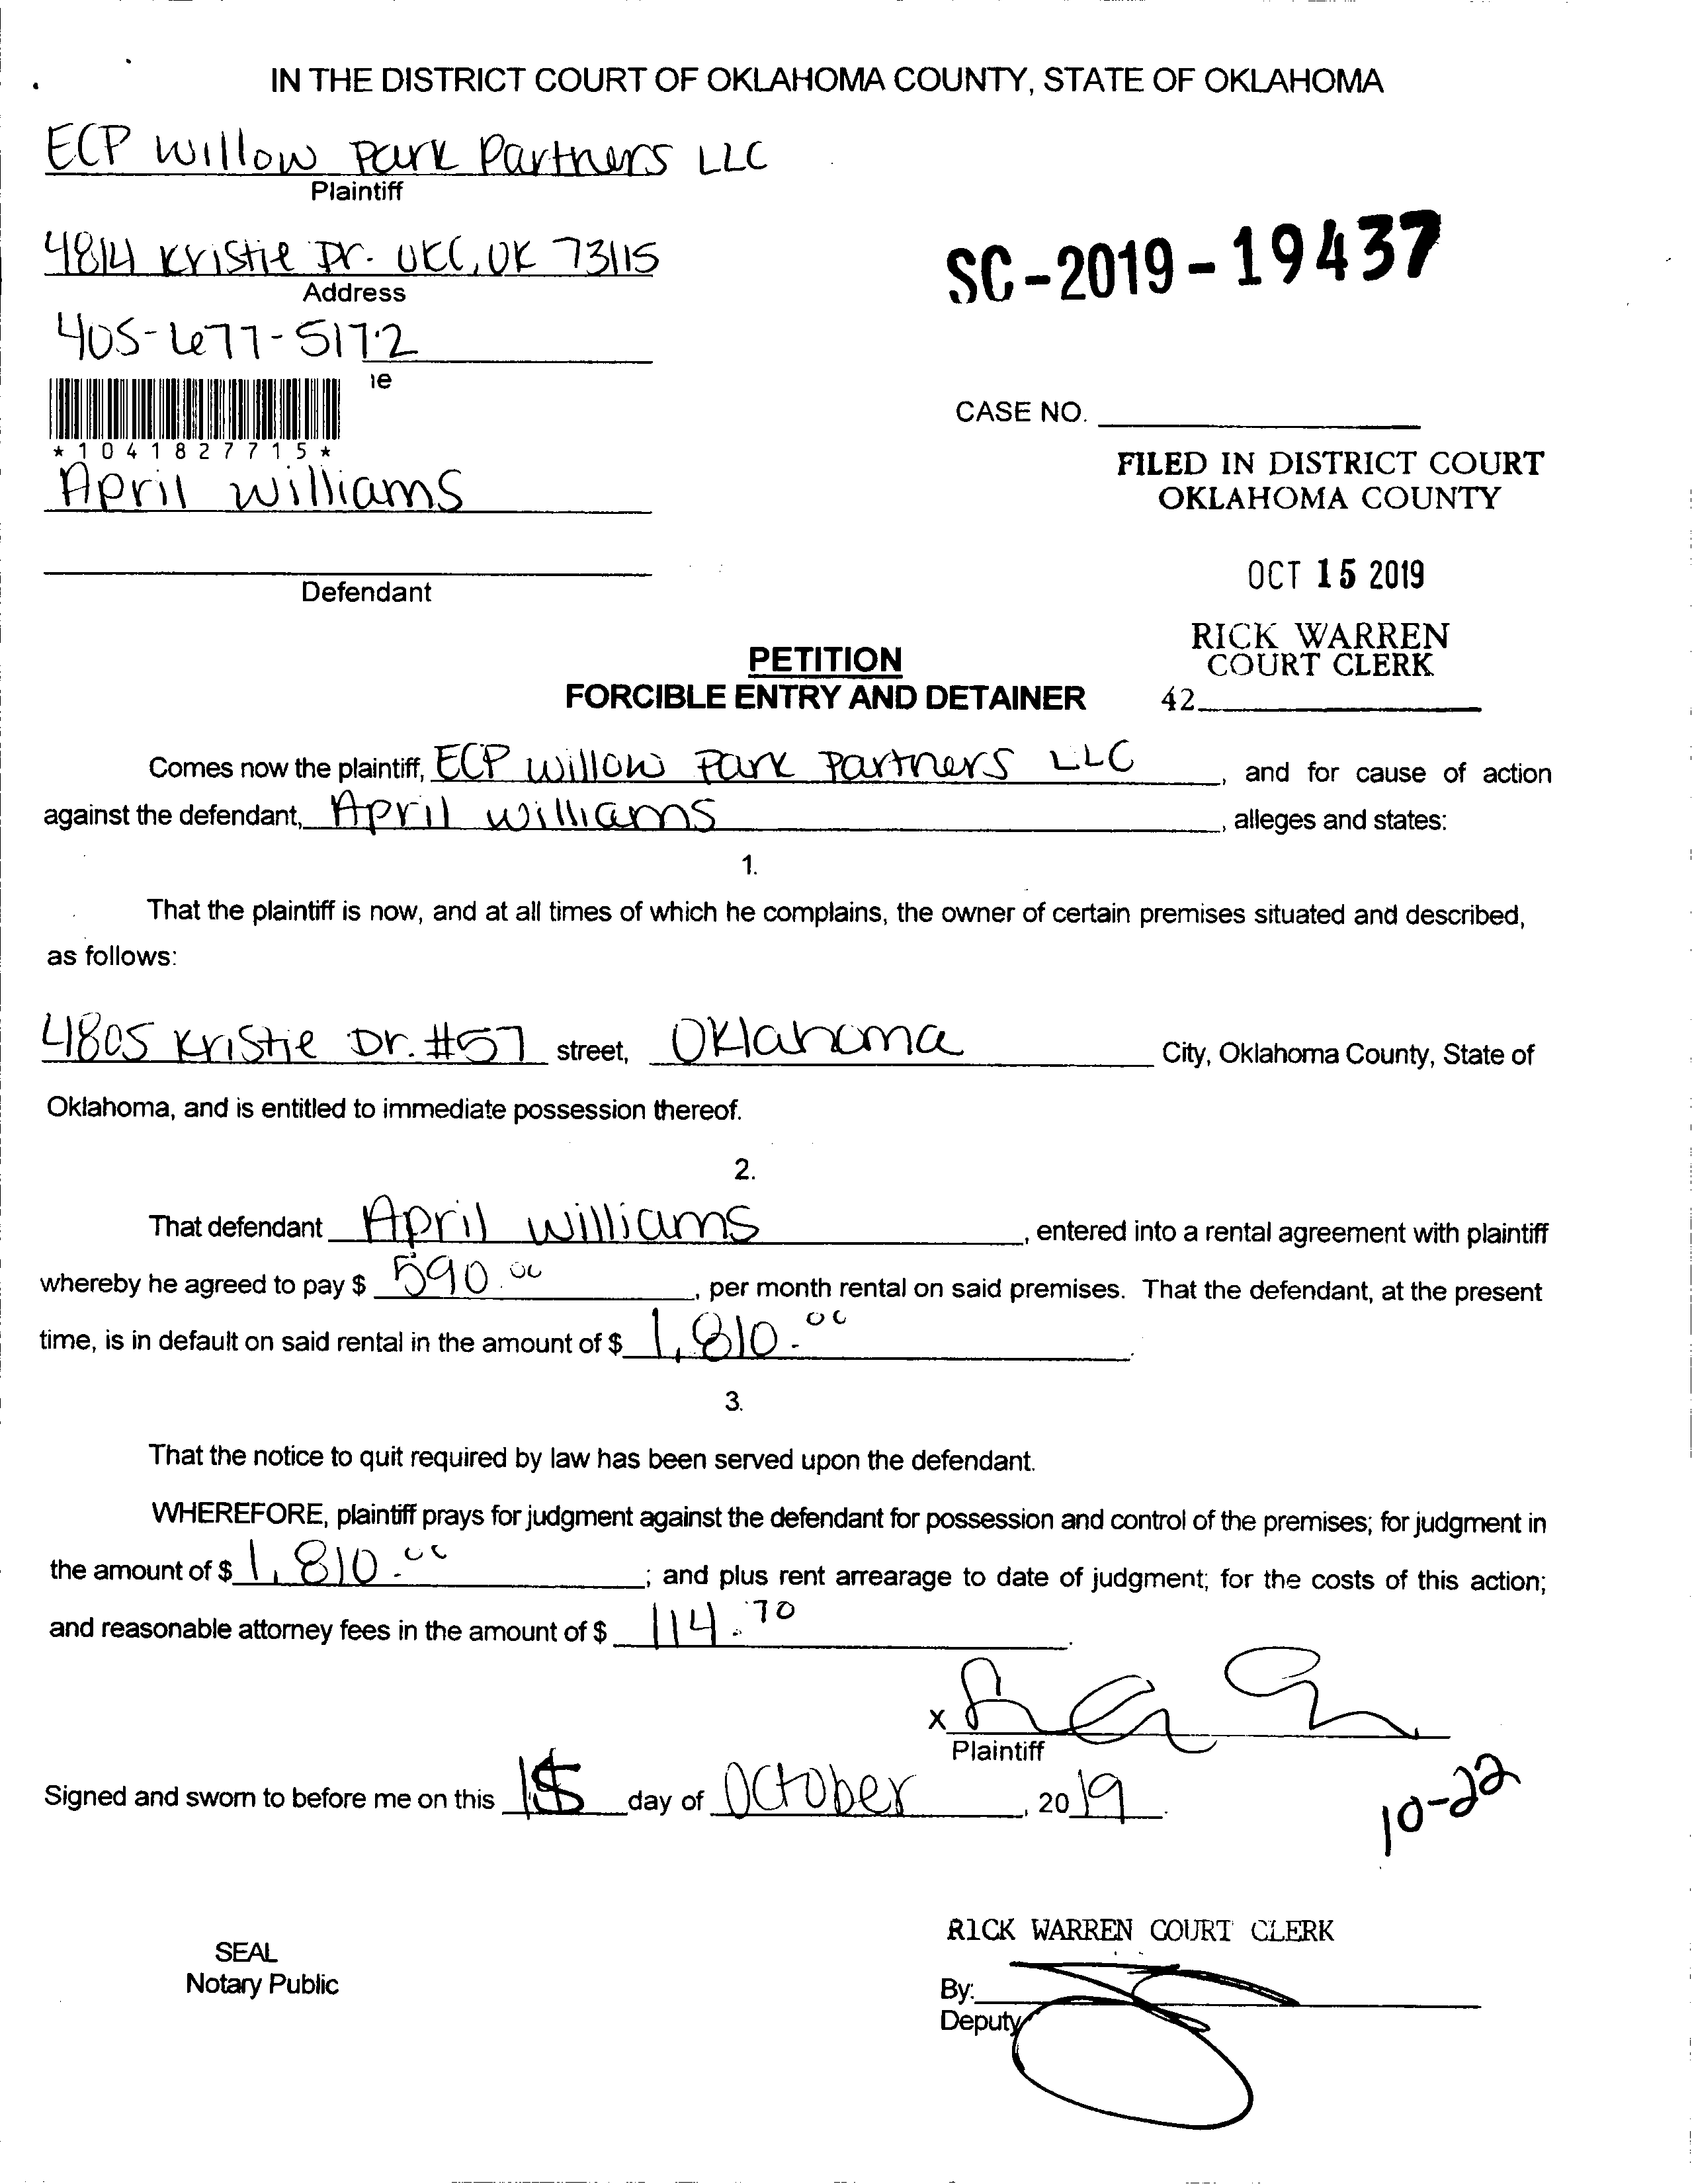 IN THE DISTRICT COURT OF OKLAHOMA COUNTY, STATE OF OKLAHOMA
ECP Willow Park Partners LLC
Plaintiff
4814 Kristie Dr. OKC, OK 73115
Address
SC-2019-19437
405-677-5172
ie
CASE NO.
*1041827715*
April Williams
FILED IN DISTRICT COURT
OKLAHOMA COUNTY
OCT 15 2019
Defendant
RICK WARREN
COURT CLERK
42
PETITION
FORCIBLE ENTRY AND DETAINER
Comes now the plaintiff, ECP Willow Park Partners LLC, and for cause of action
against the defendant, April Williams, alleges and states:
1.
That the plaintiff is now, and at all times of which he complains, the owner of certain premises situated and described,
as follows:
4805 Kristie Dr. #57 street, Oklahoma City, Oklahoma County, State of
Oklahoma, and is entitled to immediate possession thereof.
2.
That defendant April Williams, entered into a rental agreement with plaintiff
whereby he agreed to pay $ 590.00, per month rental on said premises. That the defendant, at the present
time, is in default on said rental in the amount of $ 1,810.00.
3.
That the notice to quit required by law has been served upon the defendant.
WHEREFORE, plaintiff prays for judgment against the defendant for possession and control of the premises; for judgment in
the amount of $ 1,810.00; and plus rent arrearage to date of judgment; for the costs of this action;
and reasonable attorney fees in the amount of $ 114.70.
X
Plaintiff
Signed and sworn to before me on this 15 day of October, 2019.
10-22
RICK WARREN COURT CLERK
SEAL
Notary Public
By:
Deputy